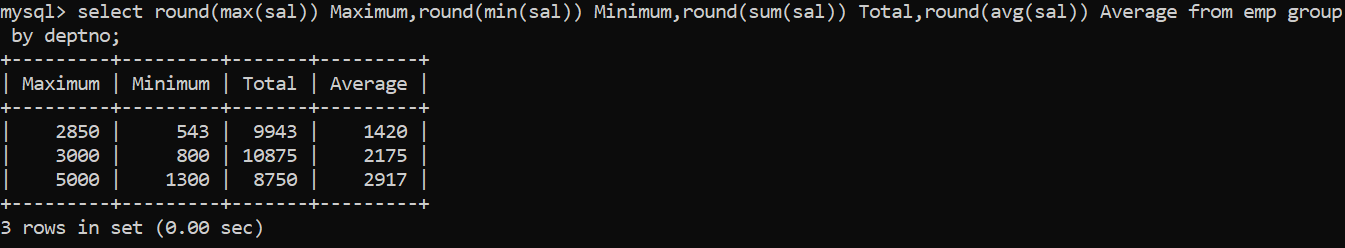 mysql> select round(max(sal)) Maximum,round(min(sal)) Minimum,round(sum(sal)) Total,round(avg(sal)) Average from emp group
 by deptno;
+---------+---------+-------+---------+
| Maximum | Minimum | Total | Average |
+---------+---------+-------+---------+
|    2850 |     543 |  9943 |    1420 |
|    3000 |     800 | 10875 |    2175 |
|    5000 |    1300 |  8750 |    2917 |
+---------+---------+-------+---------+
3 rows in set (0.00 sec)